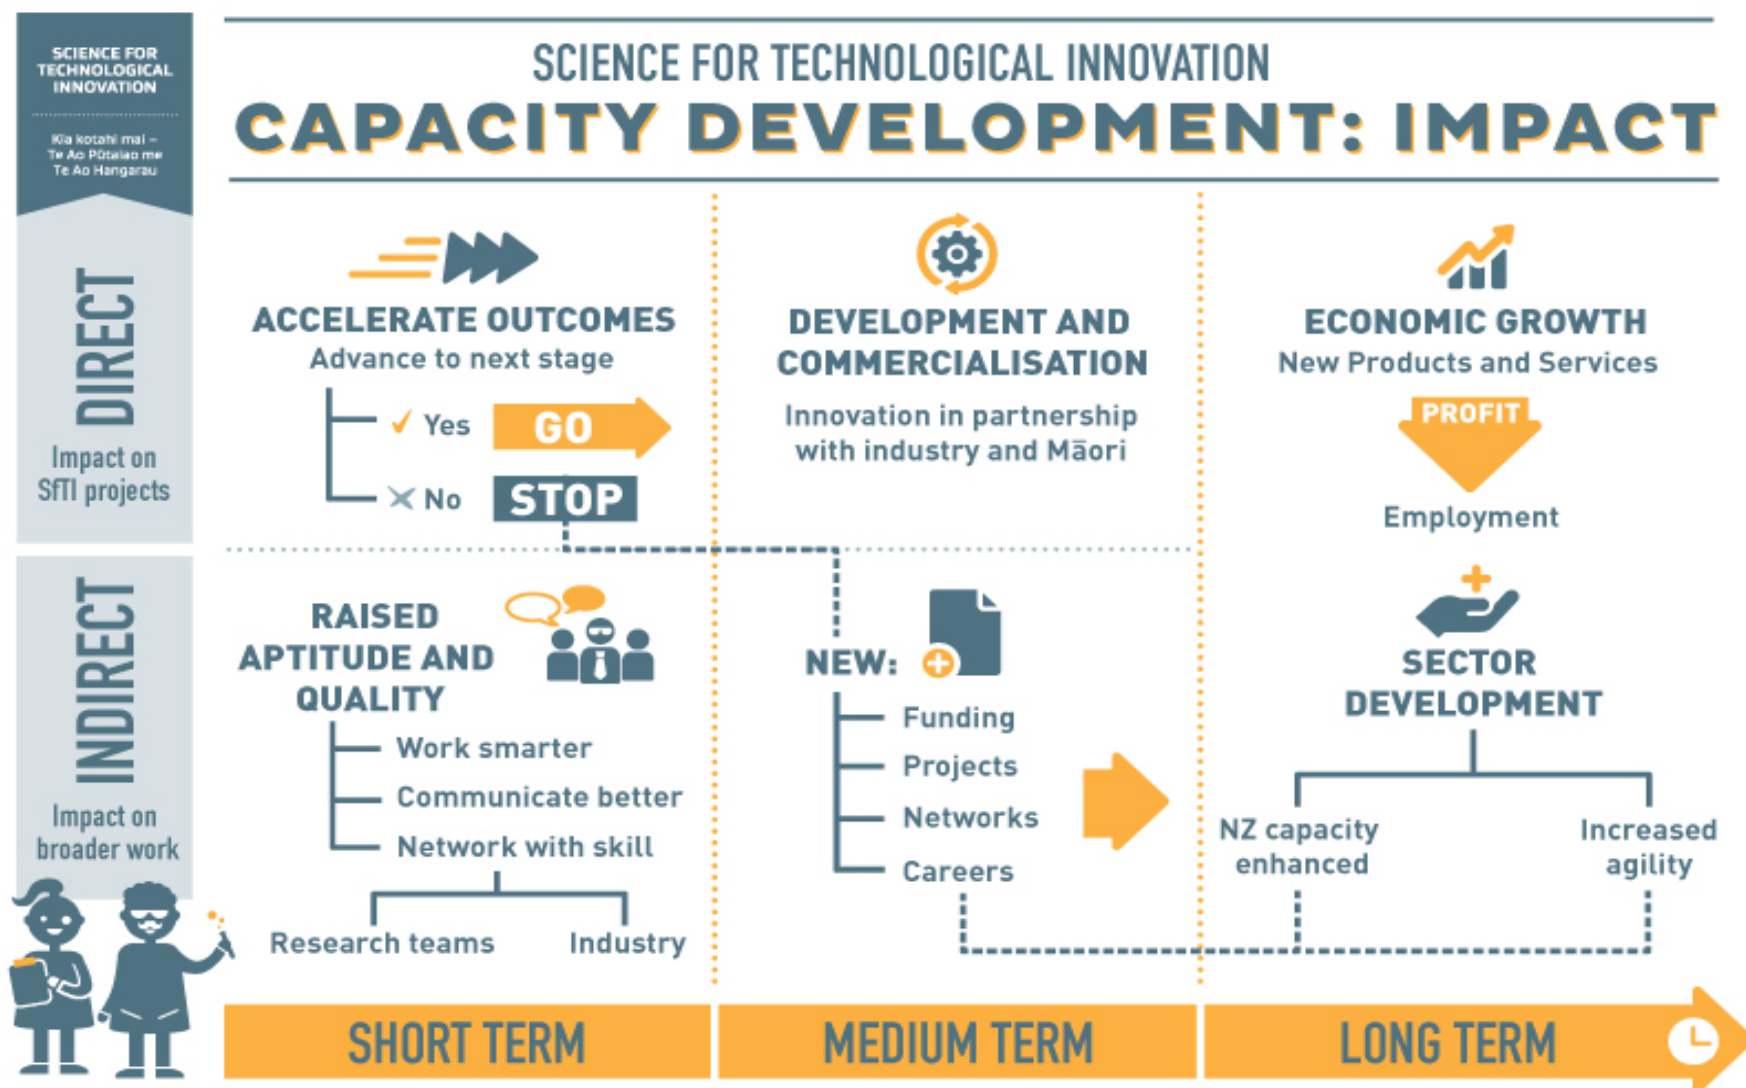 SCIENCE FOR
TECHNOLOGICAL
INNOVATION
Kia kotahi mai –
Te Ao Pūtaiao me
Te Ao Hangarau
SCIENCE FOR TECHNOLOGICAL INNOVATION
CAPACITY DEVELOPMENT: IMPACT
DIRECT
Impact on
SfTI projects
ACCELERATE OUTCOMES
Advance to next stage
Yes
GO
No
STOP
DEVELOPMENT AND
COMMERCIALISATION
Innovation in partnership
with industry and Māori
ECONOMIC GROWTH
New Products and Services
PROFIT
Employment
INDIRECT
Impact on
broader work
RAISED
APTITUDE AND
QUALITY
Work smarter
Communicate better
Network with skill
Research teams
Industry
NEW:
Funding
Projects
Networks
Careers
SECTOR
DEVELOPMENT
NZ capacity
enhanced
Increased
agility
SHORT TERM
MEDIUM TERM
LONG TERM